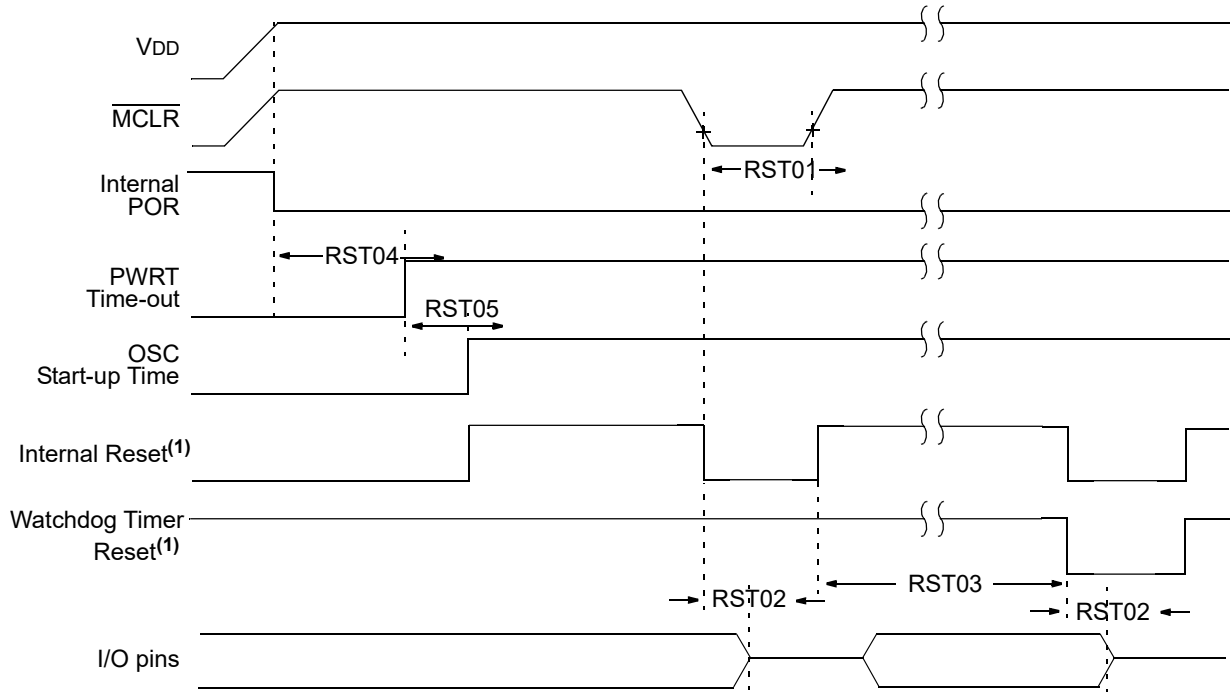 VDD
MCLR
RST01
Internal
POR
RST04
PWRT
Time-out
RST05
OSC
Start-up Time
Internal Reset(1)
Watchdog Timer
Reset(1)
RST03
RST02
RST02
I/O pins